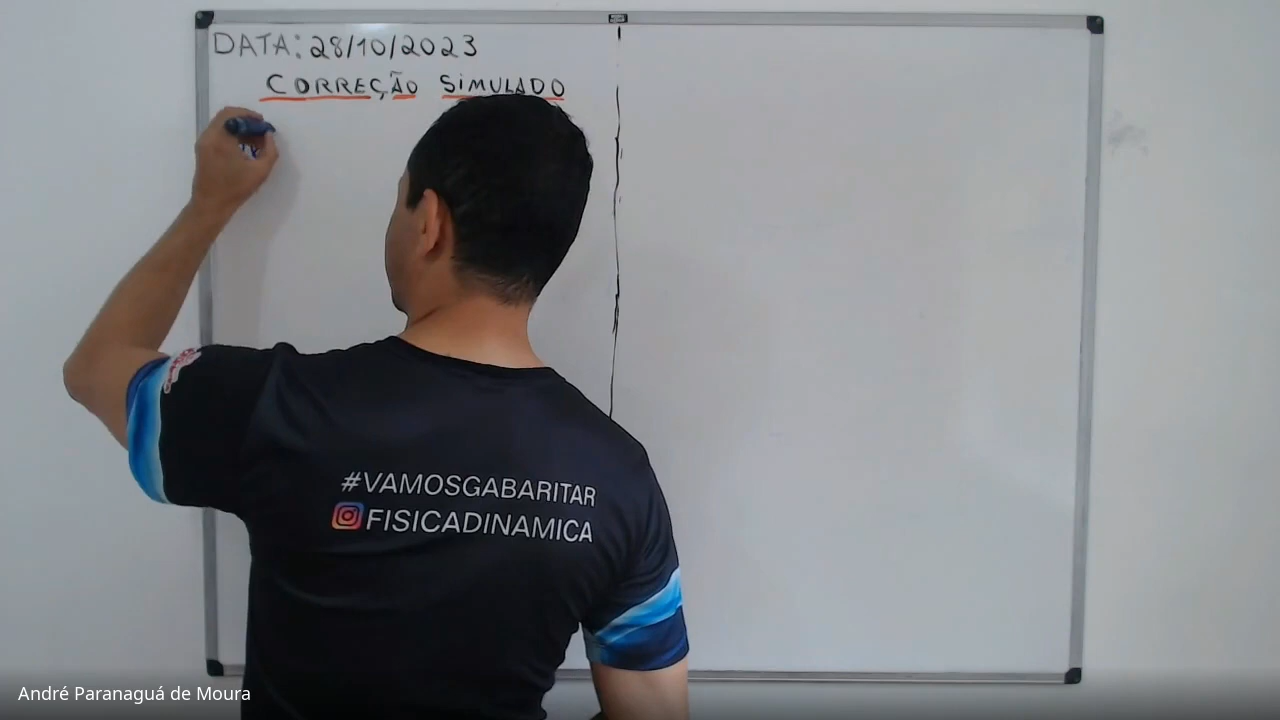 DATA: 28/10/2023
CORREÇÃO SIMULADO
#VAMOSGABARITAR
FISICADINAMICA
André Paranaguá de Moura